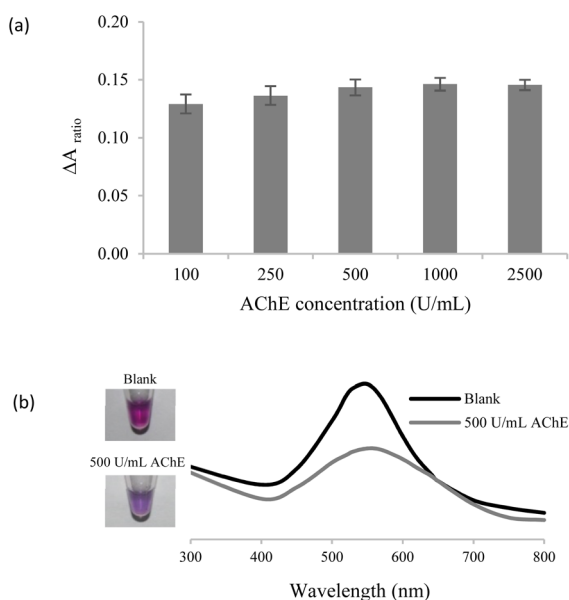 (a)
0.20
0.15
0.10
0.05
0.00
ΔA ratio
100 250 500 1000 2500
AChE concentration (U/mL)
(b)
Blank
500 U/mL AChE
Blank
500 U/mL AChE
300 400 500 600 700 800
Wavelength (nm)